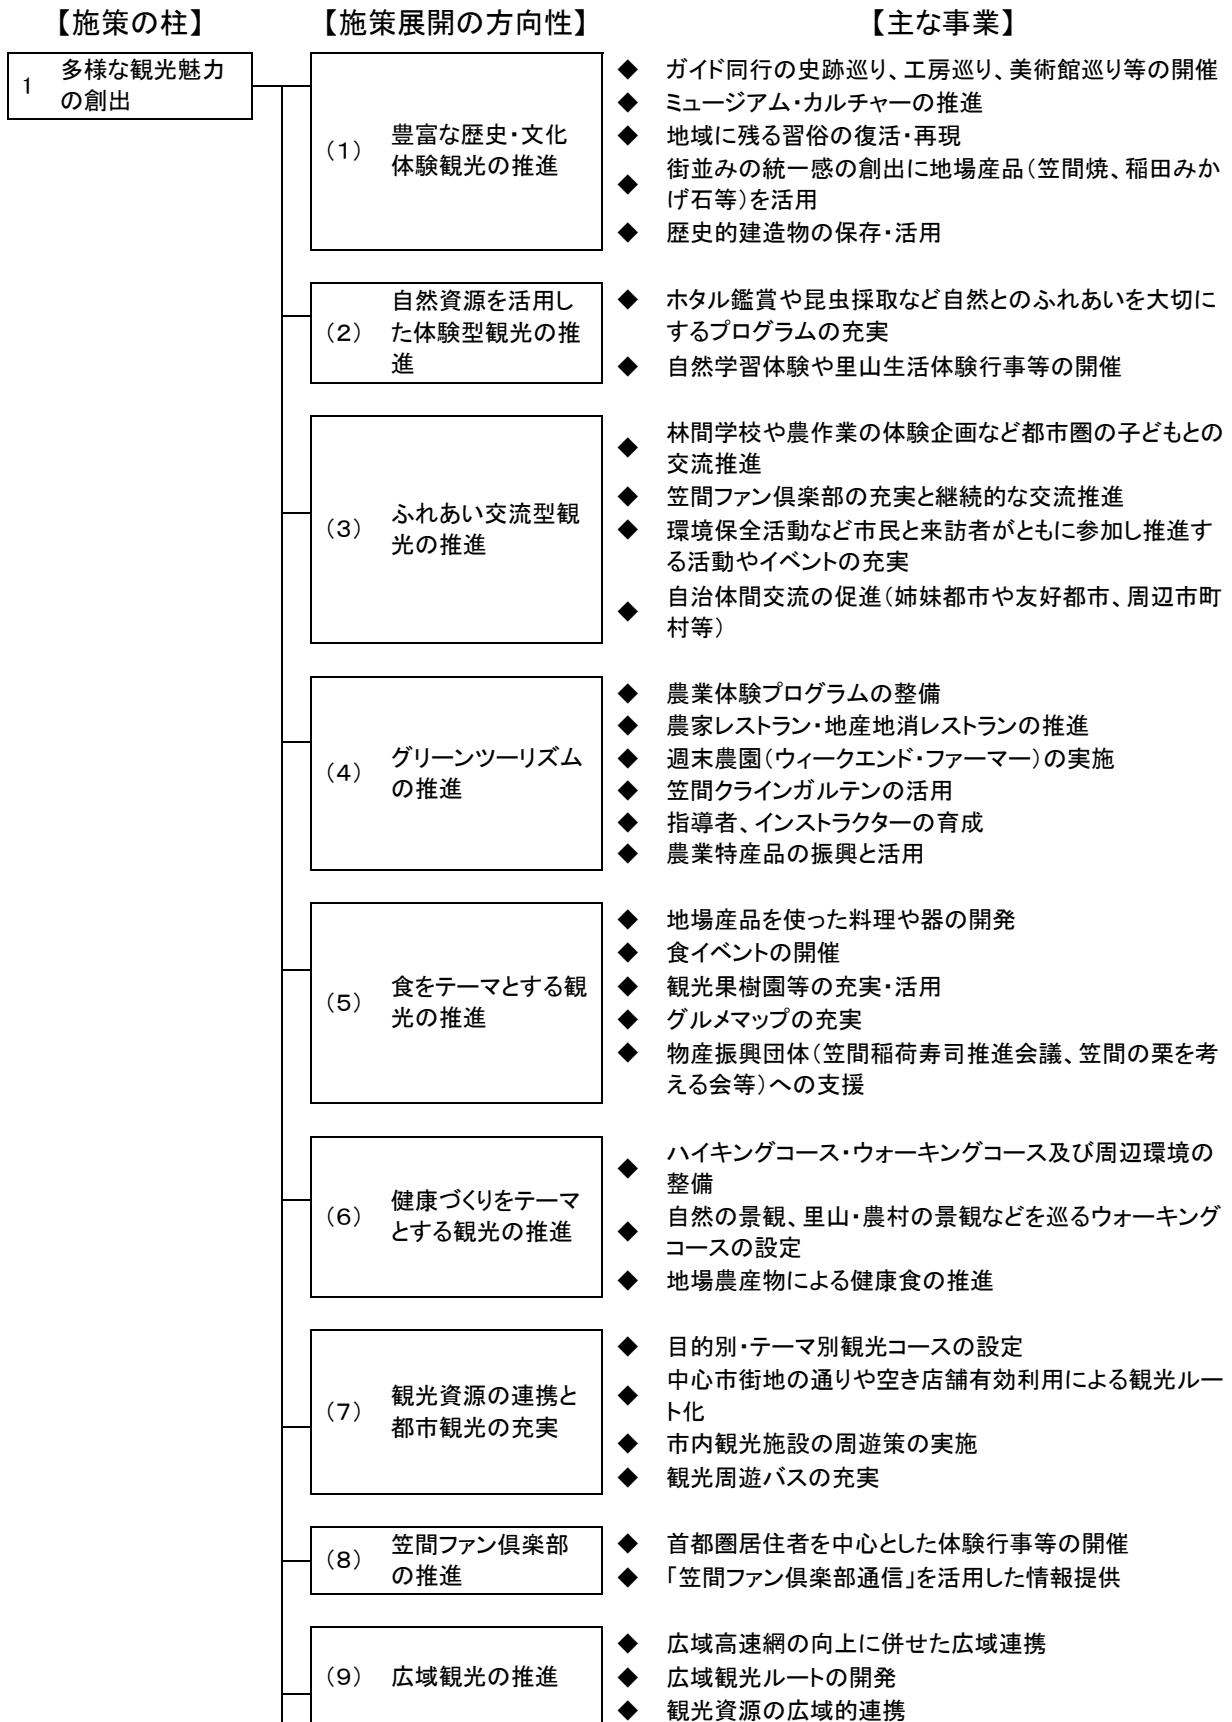 【施策の柱】 【施策展開の方向性】 【主な事業】
1 多様な観光魅力
の創出
(1) 豊富な歴史・文化
体験観光の推進
◆ ガイド同行の史跡巡り、工房巡り、美術館巡り等の開催
◆ ミュージアム・カルチャーの推進
◆ 地域に残る習俗の復活・再現
◆ 街並みの統一感の創出に地場産品(笠間焼、稲田みか
げ石等)を活用
◆ 歴史的建造物の保存・活用
(2) 自然資源を活用し
た体験型観光の推
進
◆ ホタル鑑賞や昆虫採取など自然とのふれあいを大切に
するプログラムの充実
◆ 自然学習体験や里山生活体験行事等の開催
(3) ふれあい交流型観
光の推進
◆ 林間学校や農作業の体験企画など都市圏の子どもとの
交流推進
◆ 笠間ファン倶楽部の充実と継続的な交流推進
◆ 環境保全活動など市民と来訪者がともに参加し推進す
る活動やイベントの充実
◆ 自治体間交流の促進(姉妹都市や友好都市、周辺市町
村等)
(4) グリーンツーリズム
の推進
◆ 農業体験プログラムの整備
◆ 農家レストラン・地産地消レストランの推進
◆ 週末農園(ウィークエンド・ファーマー)の実施
◆ 笠間クラインガルテンの活用
◆ 指導者、インストラクターの育成
◆ 農業特産品の振興と活用
(5) 食をテーマとする観
光の推進
◆ 地場産品を使った料理や器の開発
◆ 食イベントの開催
◆ 観光果樹園等の充実・活用
◆ グルメマップの充実
◆ 物産振興団体(笠間稲荷寿司推進会議、笠間の栗を考
える会等)への支援
(6) 健康づくりをテーマ
とする観光の推進
◆ ハイキングコース・ウォーキングコース及び周辺環境の
整備
◆ 自然の景観、里山・農村の景観などを巡るウォーキング
コースの設定
◆ 地場農産物による健康食の推進
(7) 観光資源の連携と
都市観光の充実
◆ 目的別・テーマ別観光コースの設定
◆ 中心市街地の通りや空き店舗有効利用による観光ルー
ト化
◆ 市内観光施設の周遊策の実施
◆ 観光周遊バスの充実
(8) 笠間ファン倶楽部
の推進
◆ 首都圏居住者を中心とした体験行事等の開催
◆ 「笠間ファン倶楽部通信」を活用した情報提供
(9) 広域観光の推進
◆ 広域高速網の向上に併せた広域連携
◆ 広域観光ルートの開発
◆ 観光資源の広域的連携